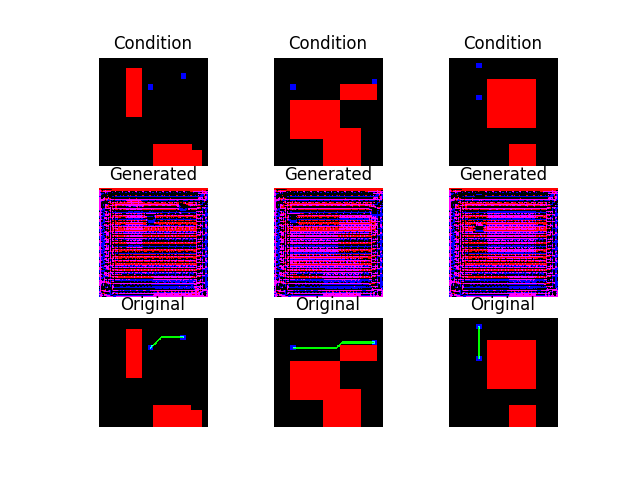 Condition Condition Condition
Generated Generated Generated
Original Original Original